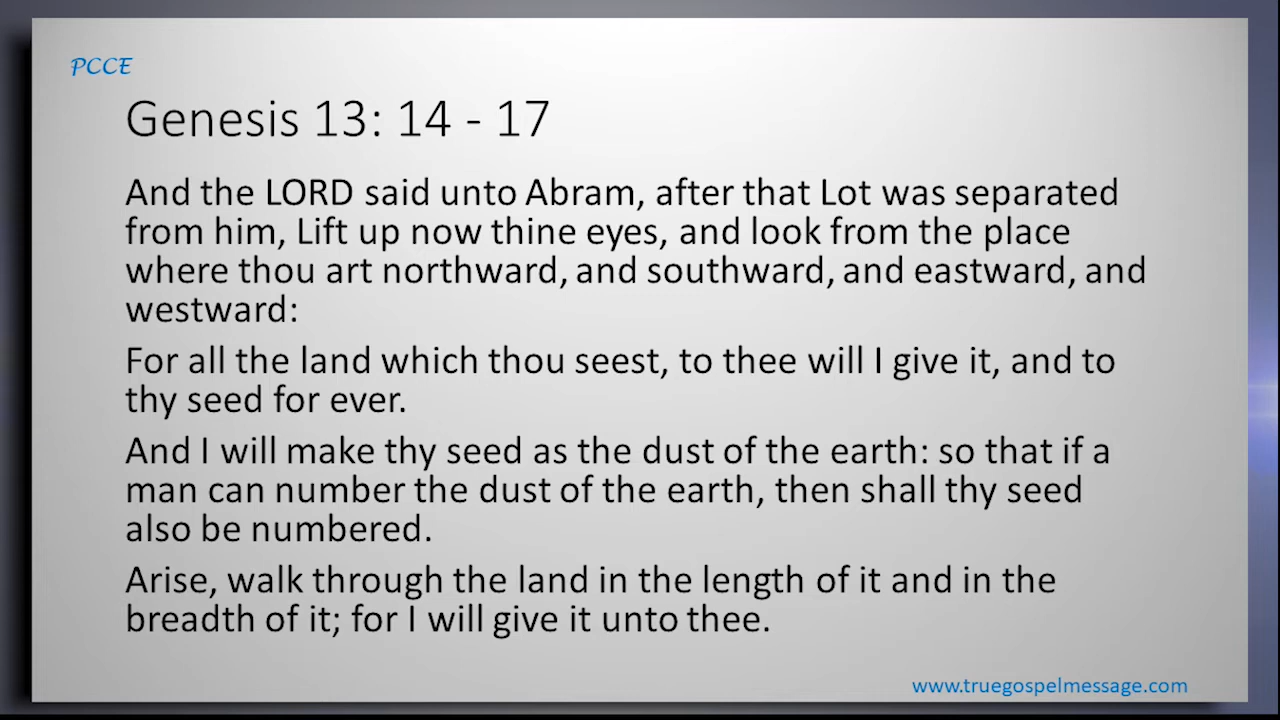 PCCE
Genesis 13: 14 - 17
And the LORD said unto Abram, after that Lot was separated
from him, Lift up now thine eyes, and look from the place
where thou art northward, and southward, and eastward, and
westward:
For all the land which thou seest, to thee will I give it, and to
thy seed for ever.
And I will make thy seed as the dust of the earth: so that if a
man can number the dust of the earth, then shall thy seed
also be numbered.
Arise, walk through the land in the length of it and in the
breadth of it; for I will give it unto thee.
www.truegospelmessage.com